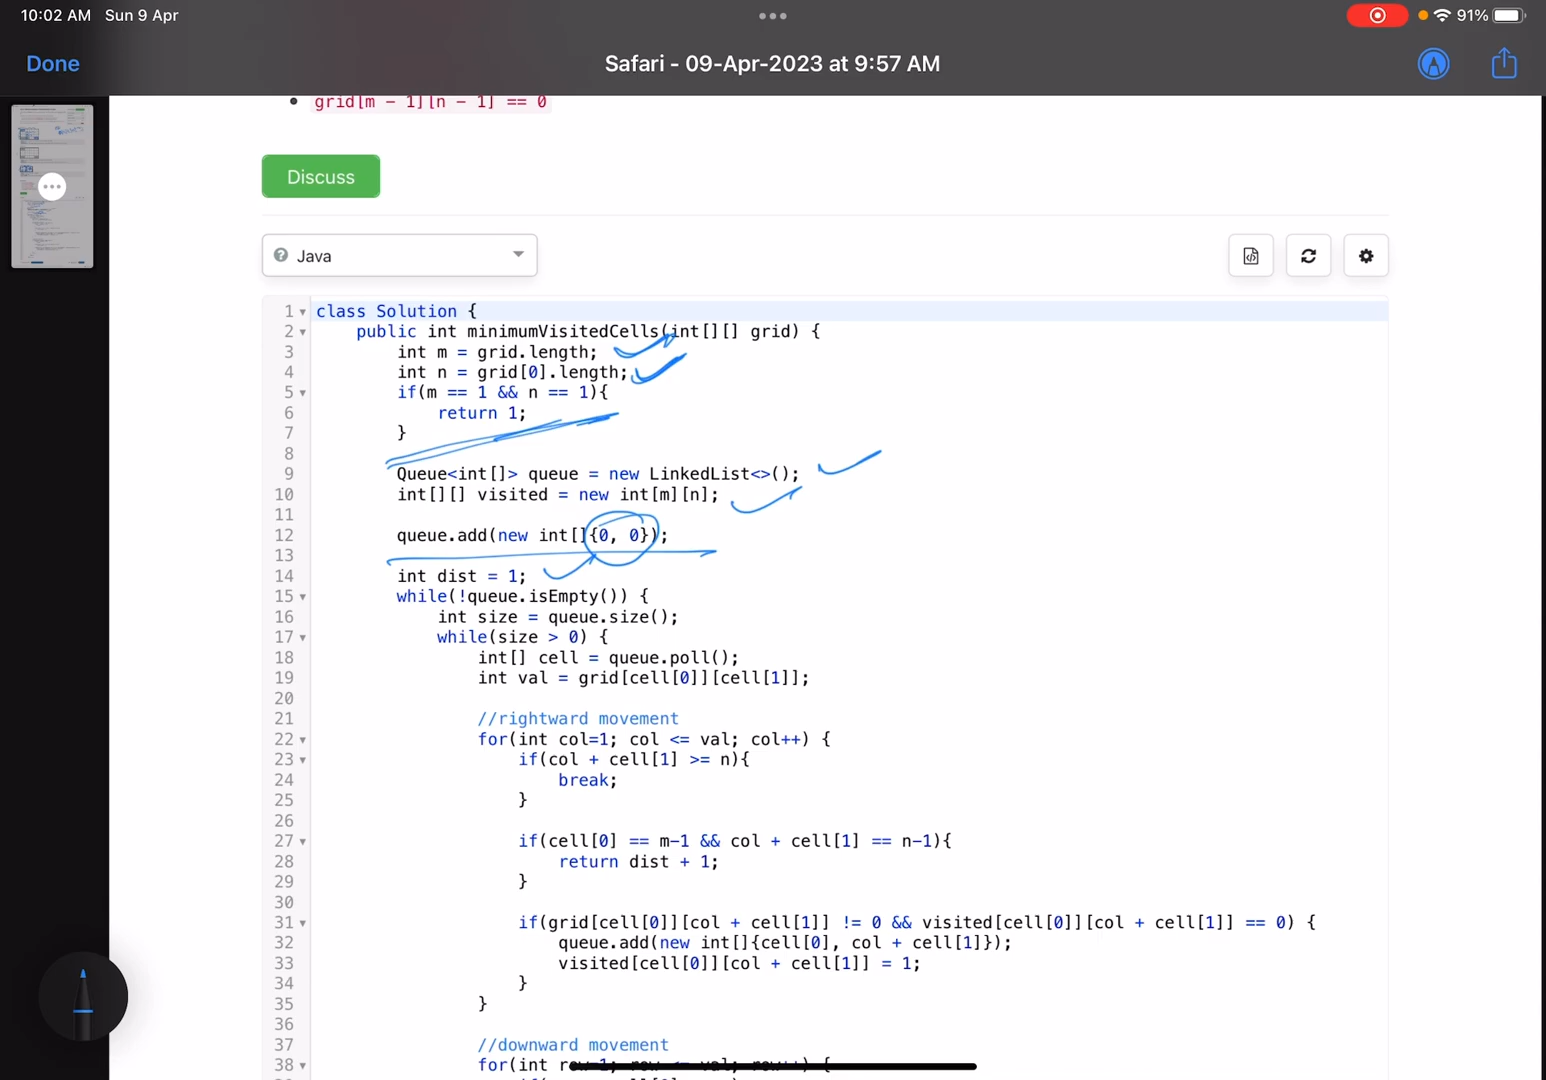 10:02 AM Sun 9 Apr
91%
Done
Safari - 09-Apr-2023 at 9:57 AM
grid[m - 1][n - 1] == 0
Discuss
Java
1 class Solution {
2 public int minimumVisitedCells(int[][] grid) {
3 int m = grid.length;
4 int n = grid[0].length;
5 if(m == 1 && n == 1){
6 return 1;
7 }
8
9 Queue<int[]> queue = new LinkedList<>();
10 int[][] visited = new int[m][n];
11
12 queue.add(new int[]{0, 0});
13
14 int dist = 1;
15 while(!queue.isEmpty()) {
16 int size = queue.size();
17 while(size > 0) {
18 int[] cell = queue.poll();
19 int val = grid[cell[0]][cell[1]];
20
21 //rightward movement
22 for(int col=1; col <= val; col++) {
23 if(col + cell[1] >= n){
24 break;
25 }
26
27 if(cell[0] == m-1 && col + cell[1] == n-1){
28 return dist + 1;
29 }
30
31 if(grid[cell[0]][col + cell[1]] != 0 && visited[cell[0]][col + cell[1]] == 0) {
32 queue.add(new int[]{cell[0], col + cell[1]});
33 visited[cell[0]][col + cell[1]] = 1;
34 }
35 }
36
37 //downward movement
38 for(int row=1; row <= val; row++) {